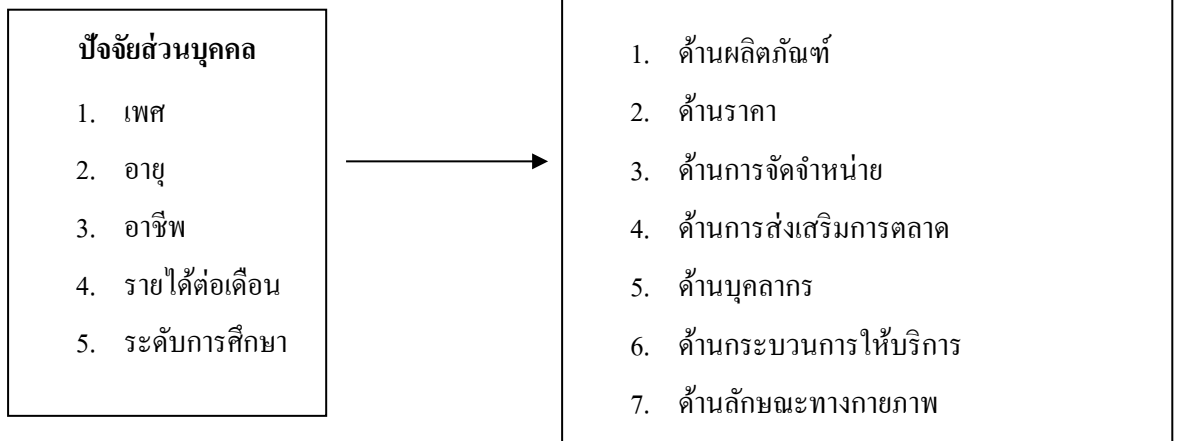 ปัจจัยส่วนบุคคล
1. เพศ
2. อายุ
3. อาชีพ
4. รายได้ต่อเดือน
5. ระดับการศึกษา
1. ด้านผลิตภัณฑ์
2. ด้านราคา
3. ด้านการจัดจำหน่าย
4. ด้านการส่งเสริมการตลาด
5. ด้านบุคลากร
6. ด้านกระบวนการให้บริการ
7. ด้านลักษณะทางกายภาพ